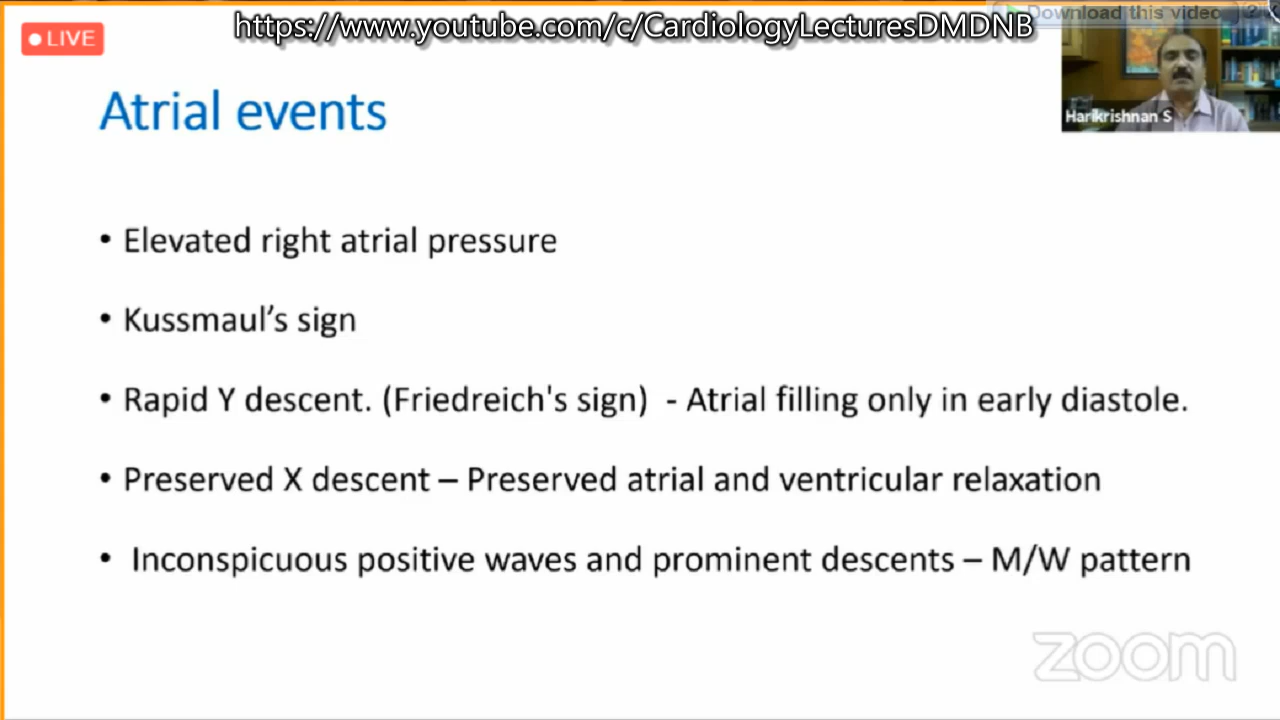 https://www.youtube.com/c/CardiologyLecturesDMDNB
Download this video
LIVE
Harikrishnan S
Atrial events
• Elevated right atrial pressure
• Kussmaul’s sign
• Rapid Y descent. (Friedreich's sign) - Atrial filling only in early diastole.
• Preserved X descent – Preserved atrial and ventricular relaxation
• Inconspicuous positive waves and prominent descents – M/W pattern
zoom